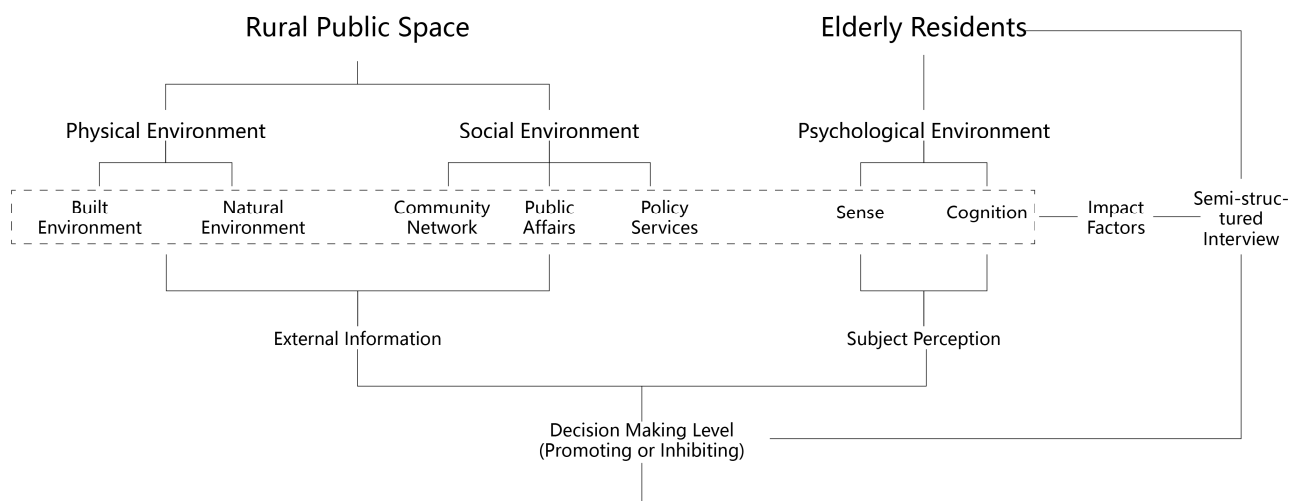 Rural Public Space
Elderly Residents
Physical Environment
Social Environment
Psychological Environment
Built
Environment
Natural
Environment
Community
Network
Public
Affairs
Policy
Services
Sense
Cognition
Impact
Factors
Semi-struc-
tured
Interview
External Information
Subject Perception
Decision Making Level
(Promoting or Inhibiting)